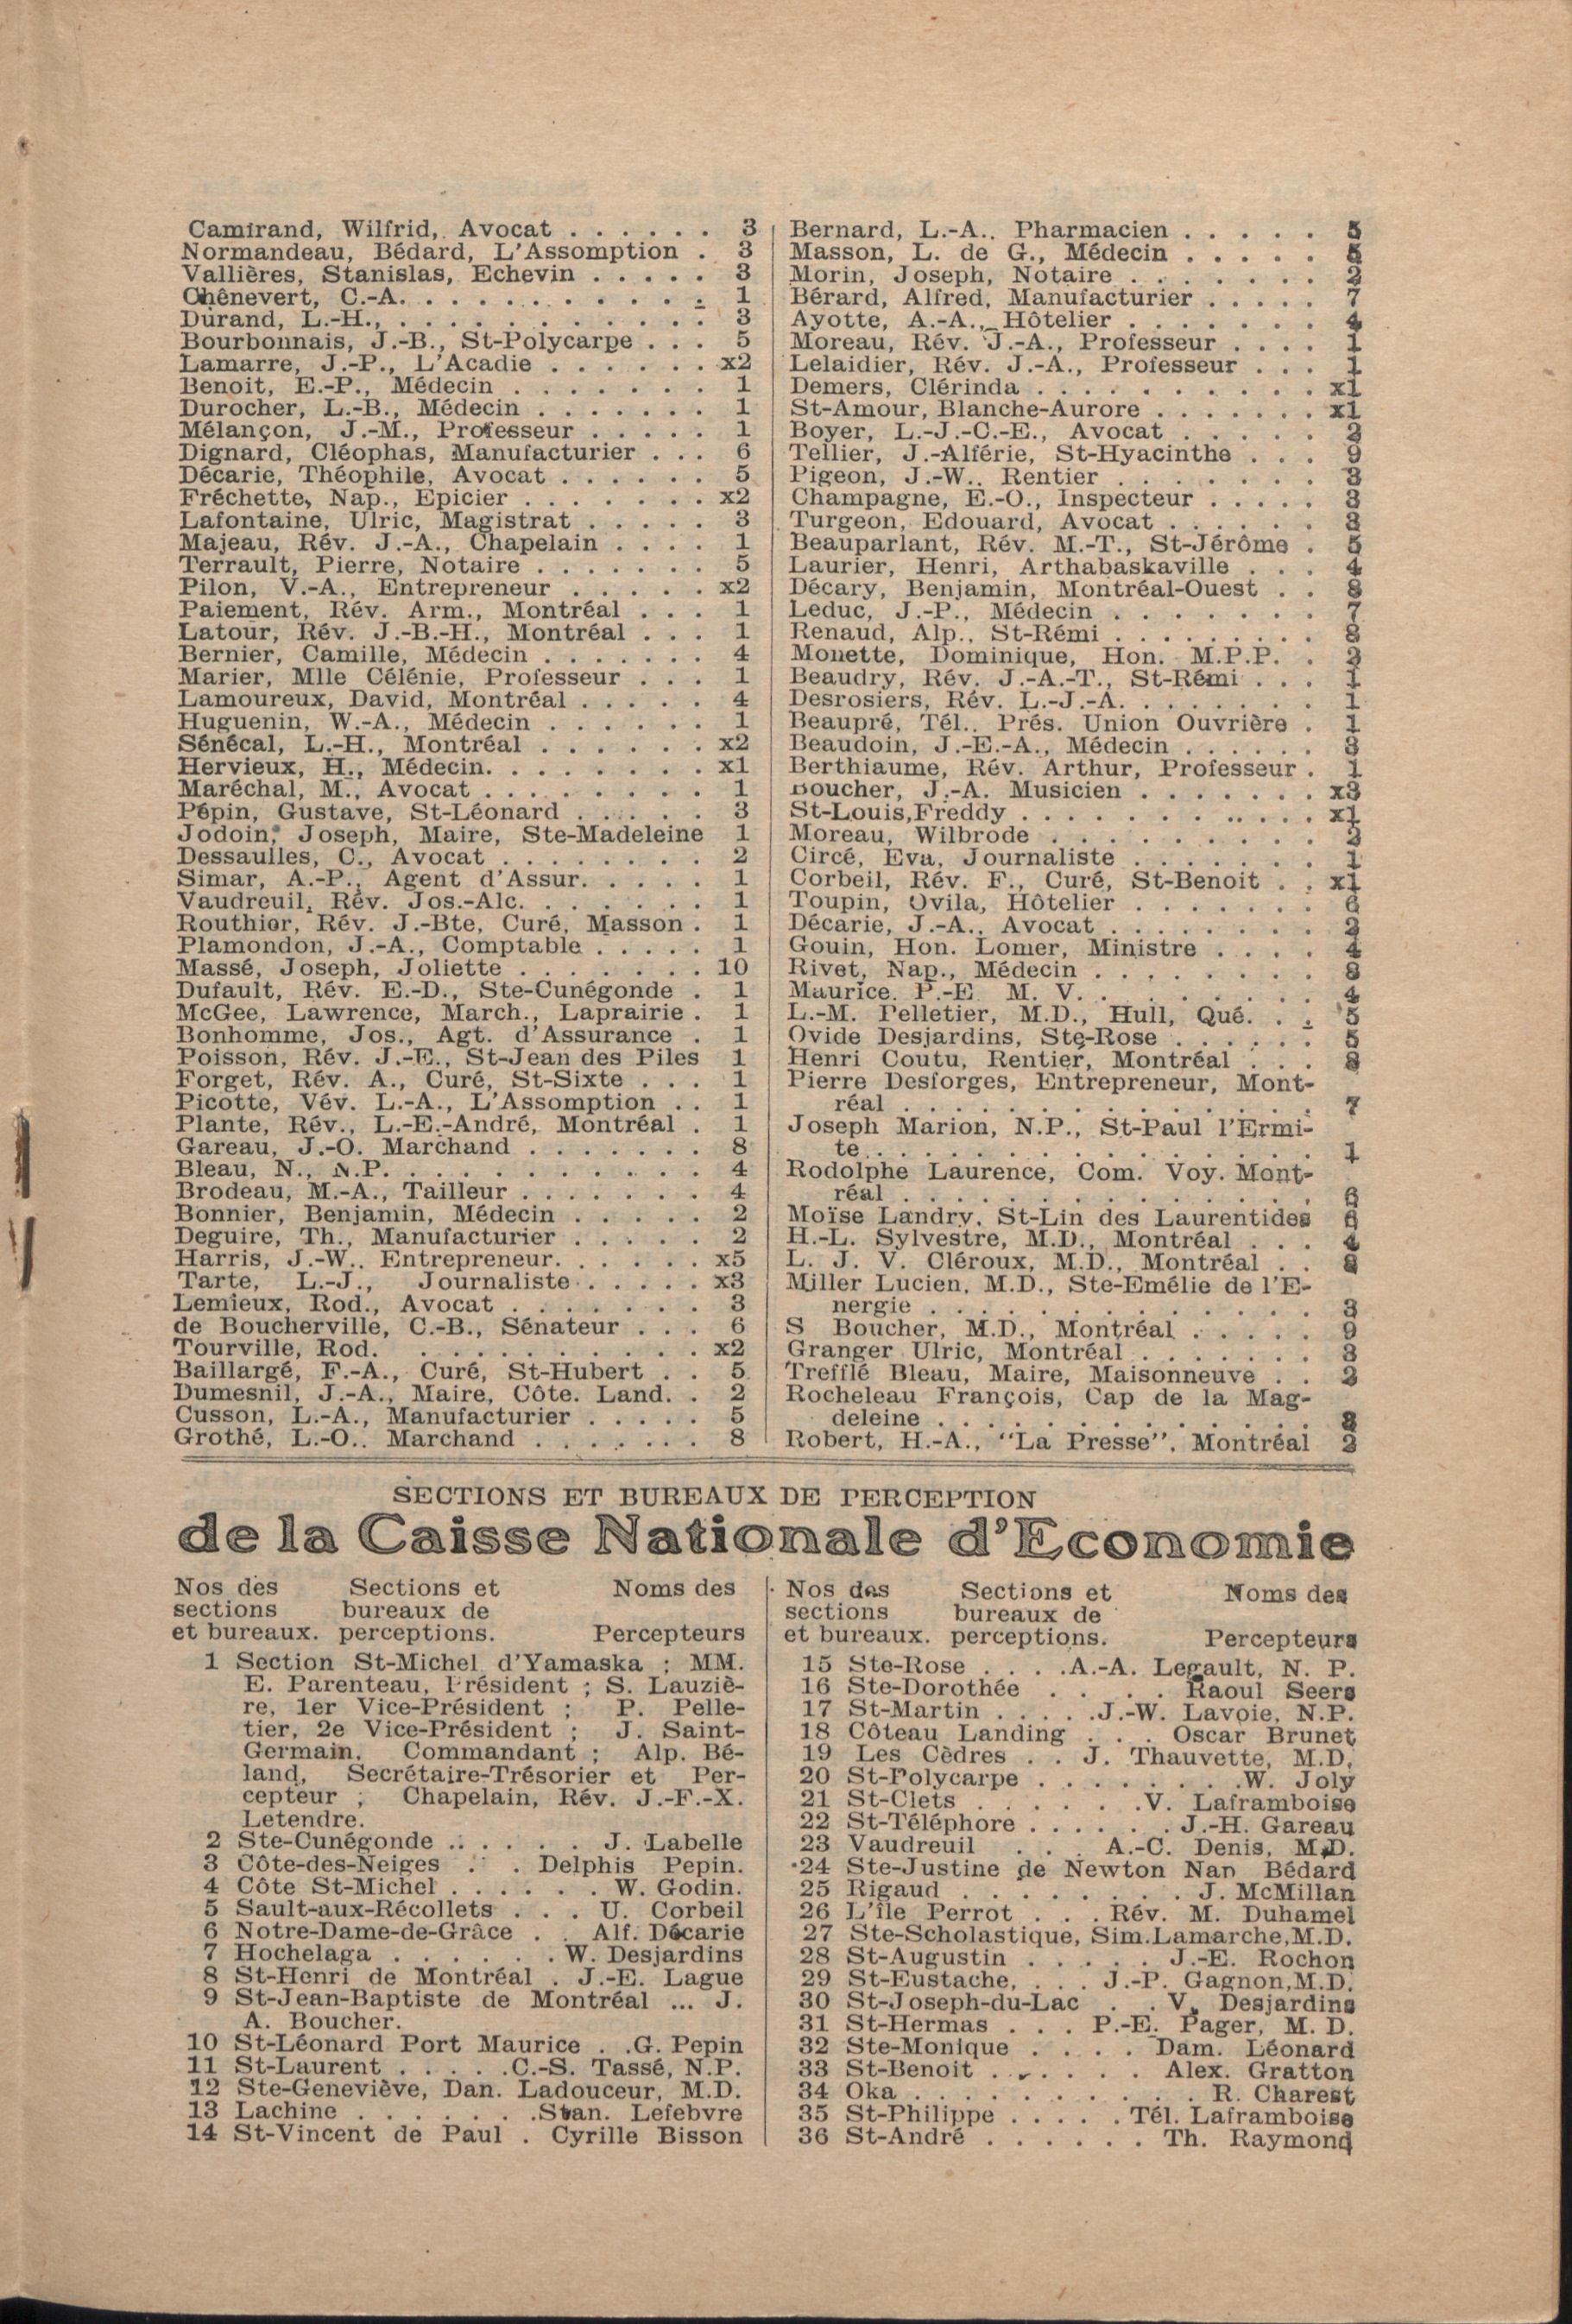 Camirand, Wilfrid, Avocat . . . . . . 3
Normandeau, Bédard, L'Assomption . 3
Vallières, Stanislas, Echevin . . . . . 3
Chênevert, C.-A. . . . . . . . . . . . 1
Durand, L.-H., . . . . . . . . . . . . 3
Bourbonnais, J.-B., St-Polycarpe . . . 5
Lamarre, J.-P., L'Acadie . . . . . . x2
Benoit, E.-P., Médecin . . . . . . . 1
Durocher, L.-B., Médecin . . . . . . . 1
Mélançon, J.-M., Professeur . . . . . 1
Dignard, Cléophas, Manufacturier . . . 6
Décarie, Théophile, Avocat . . . . . . 5
Fréchette, Nap., Epicier . . . . . . . x2
Lafontaine, Ulric, Magistrat . . . . . 3
Majeau, Rév. J.-A., Chapelain . . . . 1
Terrault, Pierre, Notaire . . . . . . . 5
Pilon, V.-A., Entrepreneur . . . . . x2
Paiement, Rév. Arm., Montréal . . . 1
Latour, Rév. J.-B.-H., Montréal . . . 1
Bernier, Camille, Médecin . . . . . . . 4
Marier, Mlle Célénie, Professeur . . . 1
Lamoureux, David, Montréal . . . . . 4
Huguenin, W.-A., Médecin . . . . . . 1
Sénécal, L.-H., Montréal . . . . . . x2
Hervieux, H., Médecin. . . . . . . . x1
Maréchal, M., Avocat . . . . . . . . . 1
Pépin, Gustave, St-Léonard . . . . . 3
Jodoin, Joseph, Maire, Ste-Madeleine 1
Dessaulles, C., Avocat . . . . . . . . 2
Simar, A.-P., Agent d'Assur. . . . . 1
Vaudreuil, Rév. Jos.-Alc. . . . . . . 1
Routhier, Rév. J.-Bte, Curé, Masson . 1
Plamondon, J.-A., Comptable . . . . . 1
Massé, Joseph, Joliette . . . . . . . 10
Dufault, Rév. E.-D., Ste-Cunégonde . 1
McGee, Lawrence, March., Laprairie . 1
Bonhomme, Jos., Agt. d'Assurance . 1
Poisson, Rév. J.-E., St-Jean des Piles 1
Forget, Rév. A., Curé, St-Sixte . . . 1
Picotte, Vév. L.-A., L'Assomption . . 1
Plante, Rév., L.-E.-André, Montréal . 1
Gareau, J.-O. Marchand . . . . . . . 8
Bleau, N., N.P. . . . . . . . . . . . 4
Brodeau, M.-A., Tailleur . . . . . . . 4
Bonnier, Benjamin, Médecin . . . . . 2
Deguire, Th., Manufacturier . . . . . 2
Harris, J.-W.. Entrepreneur. . . . . . x5
Tarte, L.-J., Journaliste . . . . . x3
Lemieux, Rod., Avocat . . . . . . . 3
de Boucherville, C.-B., Sénateur . . . 6
Tourville, Rod. . . . . . . . . . . x2
Baillargé, F.-A., Curé, St-Hubert . . 5
Dumesnil, J.-A., Maire, Côte. Land. . 2
Cusson, L.-A., Manufacturier . . . . . 5
Grothé, L.-O.. Marchand . . . . . . . 8
Bernard, L.-A.. Pharmacien . . . . . 5
Masson, L. de G., Médecin . . . . . 5
Morin, Joseph, Notaire . . . . . . . 2
Bérard, Alfred, Manufacturier . . . . . 7
Ayotte, A.-A., Hôtelier . . . . . . . 4
Moreau, Rév. J.-A., Professeur . . . . 1
Lelaidier, Rév. J.-A., Professeur . . . 1
Demers, Clérinda . . . . . . . . . . x1
St-Amour, Blanche-Aurore . . . . . . . x1
Boyer, L.-J.-C.-E., Avocat . . . . . 2
Tellier, J.-Alférie, St-Hyacinthe . . . 9
Pigeon, J.-W.. Rentier . . . . . . . . 3
Champagne, E.-O., Inspecteur . . . . . 3
Turgeon, Edouard, Avocat . . . . . . 3
Beauparlant, Rév. M.-T., St-Jérôme . 5
Laurier, Henri, Arthabaskaville . . . 4
Décary, Benjamin, Montréal-Ouest . . 8
Leduc, J.-P., Médecin . . . . . . . 7
Renaud, Alp.. St-Rémi . . . . . . . . . 8
Monette, Dominique, Hon. M.P.P. . 2
Beaudry, Rév. J.-A.-T., St-Rémi . . . 1
Desrosiers, Rév. L.-J.-A. . . . . . . . 1
Beaupré, Tél.. Prés. Union Ouvrière . 1
Beaudoin, J.-E.-A., Médecin . . . . . . 3
Berthiaume, Rév. Arthur, Professeur . 1
Boucher, J.-A. Musicien . . . . . . . x3
St-Louis,Freddy . . . . . . . . . . . . x1
Moreau, Wilbrode . . . . . . . . . . 2
Circé, Eva, Journaliste . . . . . . . 1
Corbeil, Rév. F., Curé, St-Benoit . . x1
Toupin, Ovila, Hôtelier . . . . . . . 6
Décarie, J.-A.. Avocat . . . . . . . . 2
Gouin, Hon. Lomer, Ministre . . . . 4
Rivet, Nap., Médecin . . . . . . . . 8
Maurice. P.-E. M. V. . . . . . . . . 4
L.-M. Pelletier, M.D., Hull, Qué. . . 5
Ovide Desjardins, Ste-Rose . . . . . . 5
Henri Coutu, Rentier, Montréal . . . 8
Pierre Desforges, Entrepreneur, Mont-
réal . . . . . . . . . . . . . . . 7
Joseph Marion, N.P., St-Paul l'Ermi-
te . . . . . . . . . . . . . . . . 1
Rodolphe Laurence, Com. Voy. Mont-
réal . . . . . . . . . . . . . . . 6
Moïse Landry, St-Lin des Laurentides 6
H.-L. Sylvestre, M.D., Montréal . . . 4
L. J. V. Cléroux, M.D., Montréal . . 8
Miller Lucien, M.D., Ste-Emélie de l'E-
nergie . . . . . . . . . . . . . . 3
S Boucher, M.D., Montréal . . . . . 9
Granger Ulric, Montréal . . . . . . . 3
Trefflé Bleau, Maire, Maisonneuve . . 2
Rocheleau François, Cap de la Mag-
deleine . . . . . . . . . . . . . . 8
Robert, H.-A., "La Presse", Montréal 2
SECTIONS ET BUREAUX DE PERCEPTION
de la Caisse Nationale d'Economie
Nos des Sections et Noms des
sections bureaux de
et bureaux. perceptions. Percepteurs
1 Section St-Michel d'Yamaska ; MM.
E. Parenteau, Président ; S. Lauziè-
re, 1er Vice-Président ; P. Pelle-
tier, 2e Vice-Président ; J. Saint-
Germain. Commandant ; Alp. Bé-
land, Secrétaire-Trésorier et Per-
cepteur ; Chapelain, Rév. J.-F.-X.
Letendre.
2 Ste-Cunégonde . . . . . . J. Labelle
3 Côte-des-Neiges . . . Delphis Pepin.
4 Côte St-Michel . . . . . . W. Godin.
5 Sault-aux-Récollets . . . U. Corbeil
6 Notre-Dame-de-Grâce . . Alf. Décarie
7 Hochelaga . . . . . . W. Desjardins
8 St-Henri de Montréal . J.-E. Lague
9 St-Jean-Baptiste de Montréal ... J.
A. Boucher.
10 St-Léonard Port Maurice . .G. Pepin
11 St-Laurent . . . . .C.-S. Tassé, N.P.
12 Ste-Geneviève, Dan. Ladouceur, M.D.
13 Lachine . . . . . . .Stan. Lefebvre
14 St-Vincent de Paul . Cyrille Bisson
Nos des Sections et Noms des
sections bureaux de
et bureaux. perceptions. Percepteurs
15 Ste-Rose . . . .A.-A. Legault, N. P.
16 Ste-Dorothée . . . . Raoul Seers
17 St-Martin . . . . .J.-W. Lavoie, N.P.
18 Côteau Landing . . . Oscar Brunet
19 Les Cèdres . . J. Thauvette, M.D.
20 St-Polycarpe . . . . . . . .W. Joly
21 St-Clets . . . . . . .V. Laframboise
22 St-Téléphore . . . . . . J.-H. Gareau
23 Vaudreuil . . . A.-C. Denis, M.D.
24 Ste-Justine de Newton Nan Bédard
25 Rigaud . . . . . . . . . J. McMillan
26 L'île Perrot . . . Rév. M. Duhamel
27 Ste-Scholastique, Sim.Lamarche,M.D.
28 St-Augustin . . . . . J.-E. Rochon
29 St-Eustache, . . . J.-P. Gagnon,M.D.
30 St-Joseph-du-Lac . . V. Desjardins
31 St-Hermas . . . P.-E. Pager, M. D.
32 Ste-Monique . . . . Dam. Léonard
33 St-Benoit . . . . . . Alex. Gratton
34 Oka . . . . . . . . . . . R. Charest
35 St-Philippe . . . . . Tél. Laframboise
36 St-André . . . . . . Th. Raymond